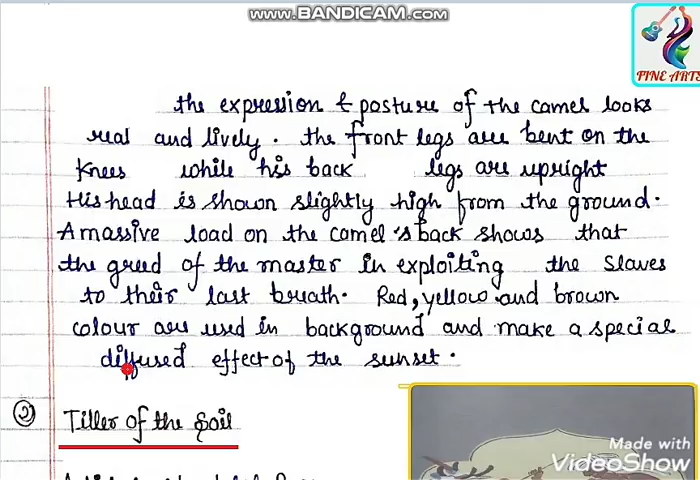 www.BANDICAM.com
FINE ARTS
the expression & posture of the camel looks
real and lively. The front legs are bent on the
Knees while his back legs are upright
His head is shown slightly high from the ground.
A massive load on the camel's back shows that
the greed of the master in exploiting the slaves
to their last breath. Red, yellow and brown
colour are used in background and make a special
diffused effect of the sunset.
② Tiller of the Soil
Made with
VideoShow